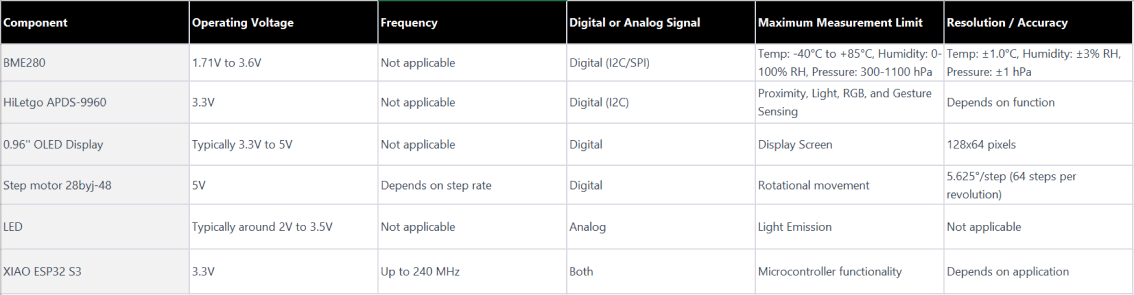 Component Operating Voltage Frequency Digital or Analog Signal Maximum Measurement Limit Resolution / Accuracy
BME280 1.71V to 3.6V Not applicable Digital (I2C/SPI) Temp: -40°C to +85°C, Humidity: 0-
100% RH, Pressure: 300-1100 hPa Temp: ±1.0°C, Humidity: ±3% RH,
Pressure: ±1 hPa
HiLetgo APDS-9960 3.3V Not applicable Digital (I2C) Proximity, Light, RGB, and Gesture
Sensing Depends on function
0.96" OLED Display Typically 3.3V to 5V Not applicable Digital Display Screen 128x64 pixels
Step motor 28byj-48 5V Depends on step rate Digital Rotational movement 5.625°/step (64 steps per
revolution)
LED Typically around 2V to 3.5V Not applicable Analog Light Emission Not applicable
XIAO ESP32 S3 3.3V Up to 240 MHz Both Microcontroller functionality Depends on application